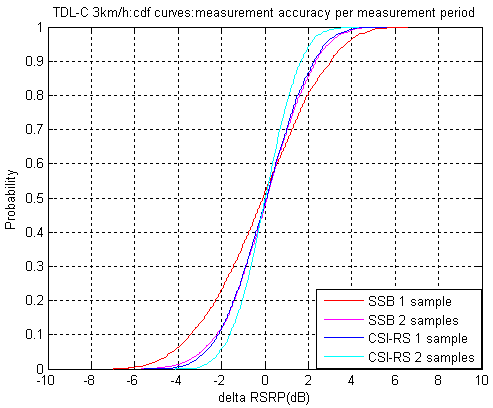 TDL-C 3km/h:cdf curves:measurement accuracy per measurement period
1
0.9
0.8
0.7
0.6
0.5
0.4
0.3
0.2
0.1
0
Probability
SSB 1 sample
SSB 2 samples
CSI-RS 1 sample
CSI-RS 2 samples
-10 -8 -6 -4 -2 0 2 4 6 8 10
delta RSRP(dB)